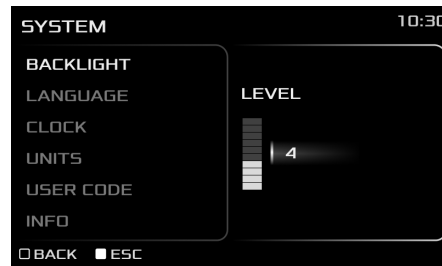 SYSTEM 10:30
BACKLIGHT
LANGUAGE
LEVEL
CLOCK
4
UNITS
USER CODE
INFO
BACK ESC